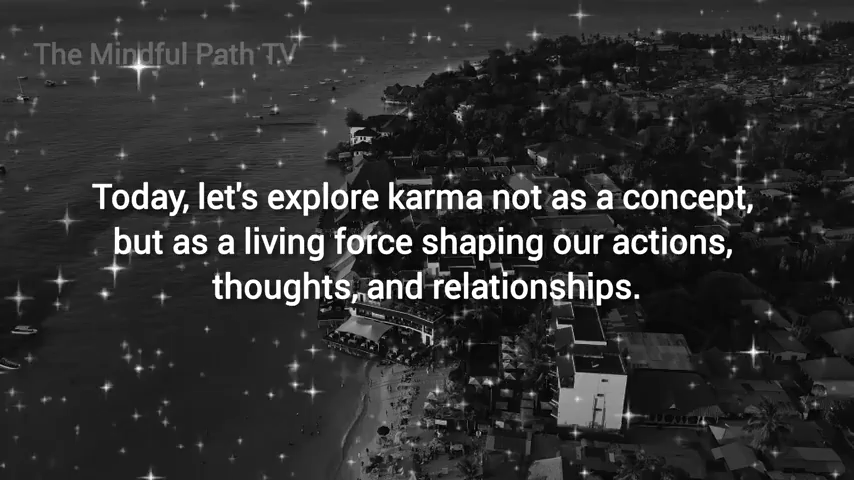 The Mindful Path TV
Today, let's explore karma not as a concept,
but as a living force shaping our actions,
thoughts, and relationships.